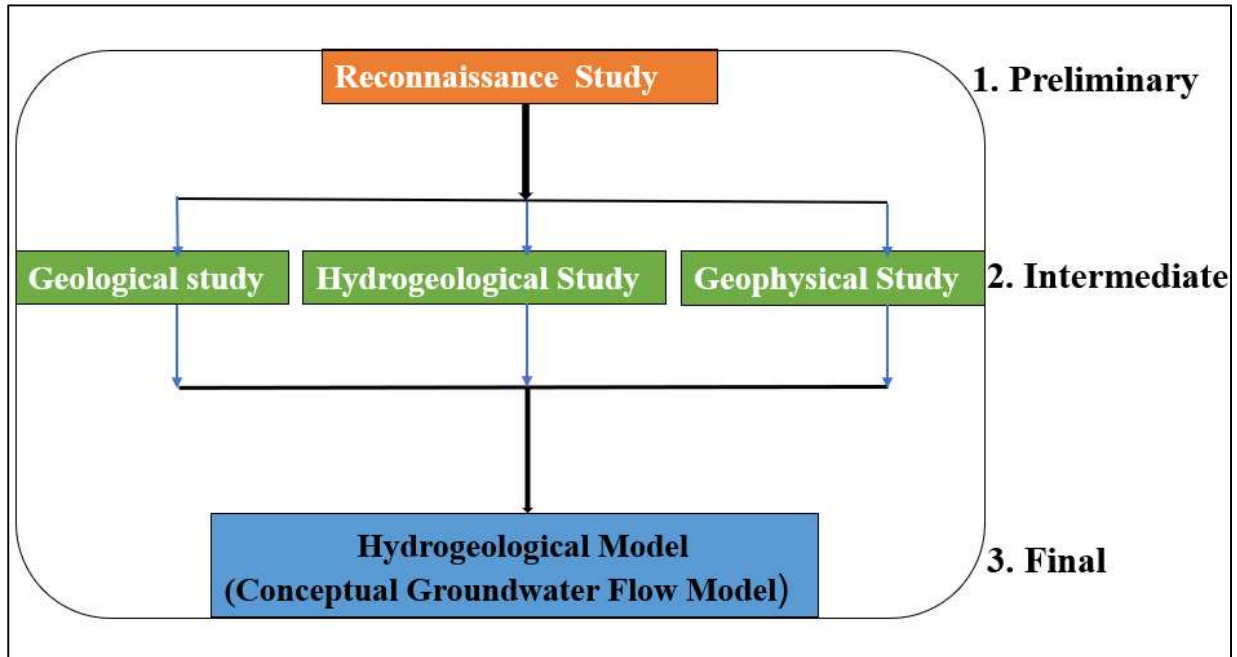 Reconnaissance Study
1. Preliminary
Geological study
Hydrogeological Study
Geophysical Study
2. Intermediate
Hydrogeological Model
(Conceptual Groundwater Flow Model)
3. Final